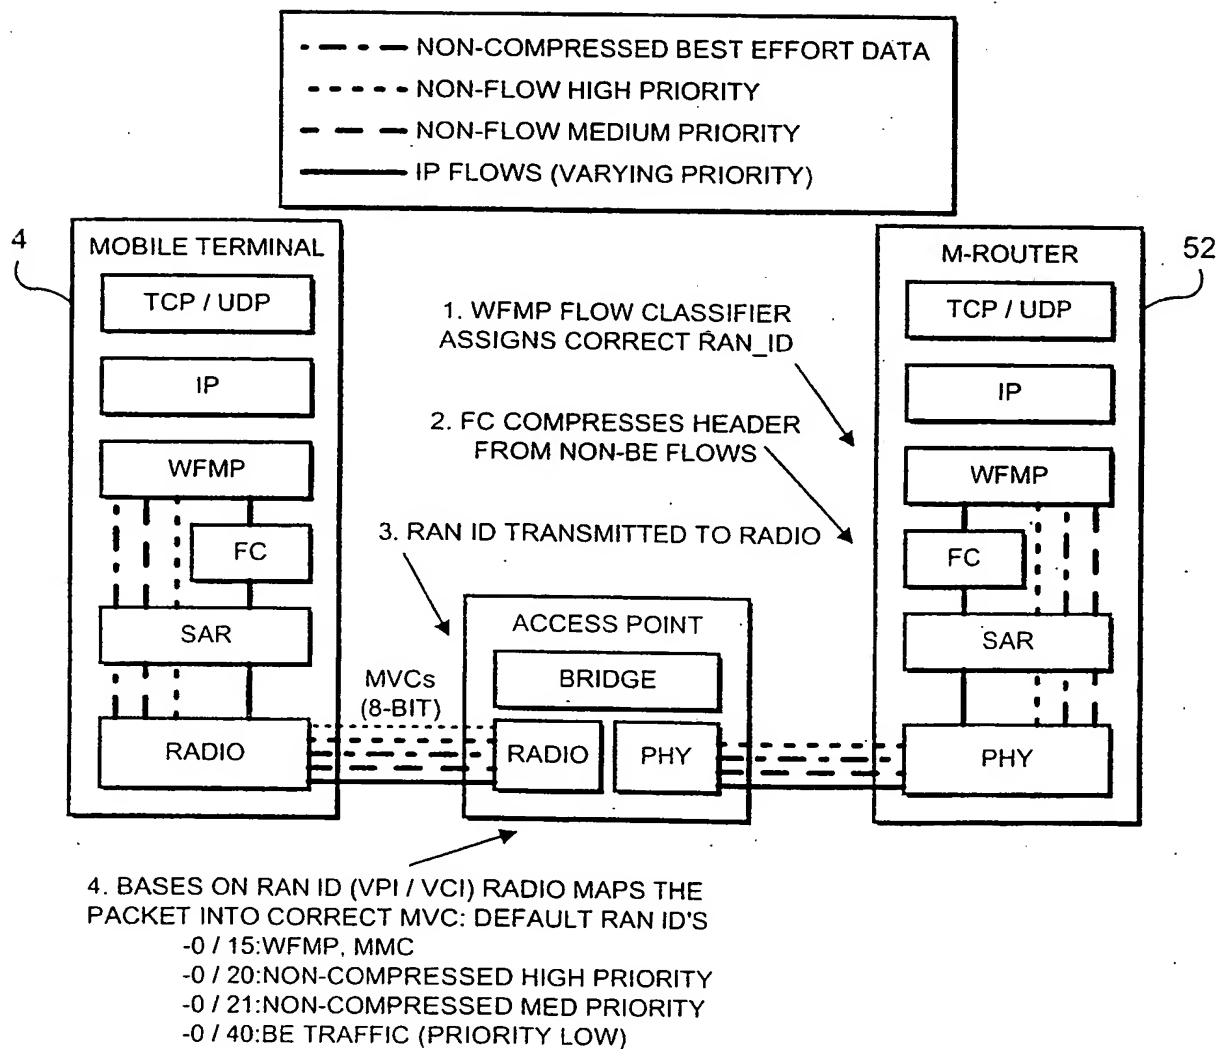 NON-COMPRESSED BEST EFFORT DATA
NON-FLOW HIGH PRIORITY
NON-FLOW MEDIUM PRIORITY
IP FLOWS (VARYING PRIORITY)
4
MOBILE TERMINAL
TCP / UDP
IP
WFMP
FC
SAR
RADIO
1. WFMP FLOW CLASSIFIER
ASSIGNS CORRECT RAN_ID
2. FC COMPRESSES HEADER
FROM NON-BE FLOWS
3. RAN ID TRANSMITTED TO RADIO
MVCs
(8-BIT)
ACCESS POINT
BRIDGE
RADIO
PHY
52
M-ROUTER
TCP / UDP
IP
WFMP
FC
SAR
PHY
4. BASES ON RAN ID (VPI / VCI) RADIO MAPS THE
PACKET INTO CORRECT MVC: DEFAULT RAN ID'S
-0 / 15:WFMP, MMC
-0 / 20:NON-COMPRESSED HIGH PRIORITY
-0 / 21:NON-COMPRESSED MED PRIORITY
-0 / 40:BE TRAFFIC (PRIORITY LOW)